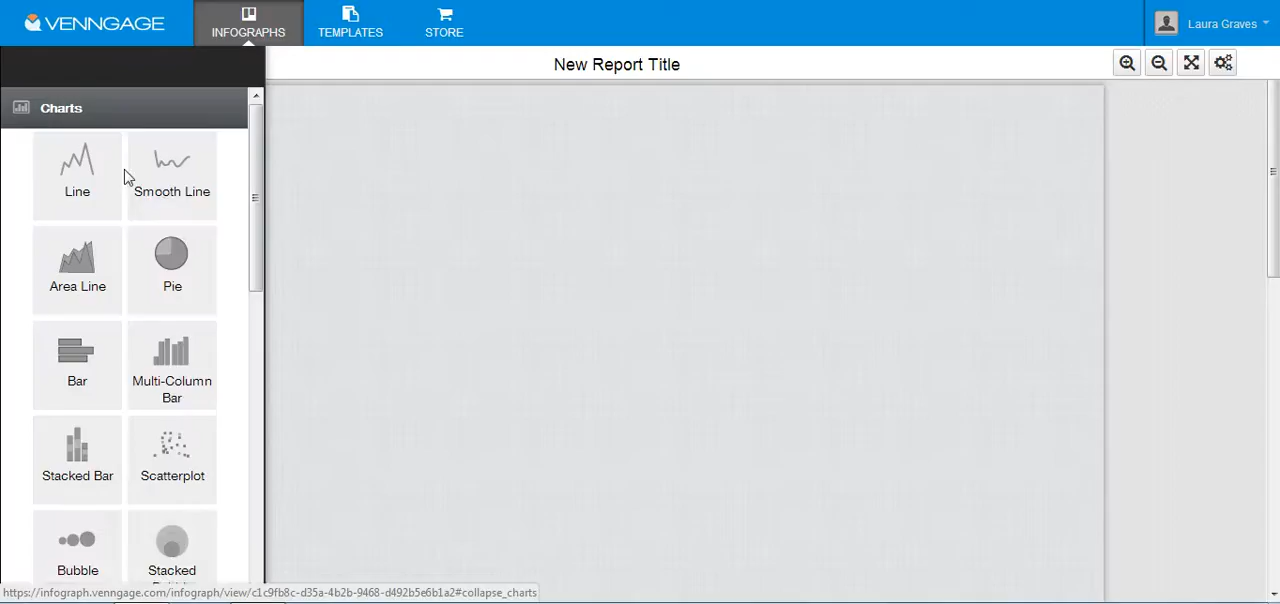 VENNGAGE
INFOGRAPHS
TEMPLATES
STORE
Laura Graves
New Report Title
Charts
Line
Smooth Line
Area Line
Pie
Bar
Multi-Column
Bar
Stacked Bar
Scatterplot
Bubble
Stacked
https://infograph.venngage.com/infograph/view/c1c9fb8c-d35a-4b2b-9468-d492b5e6b1a2#collapse_charts